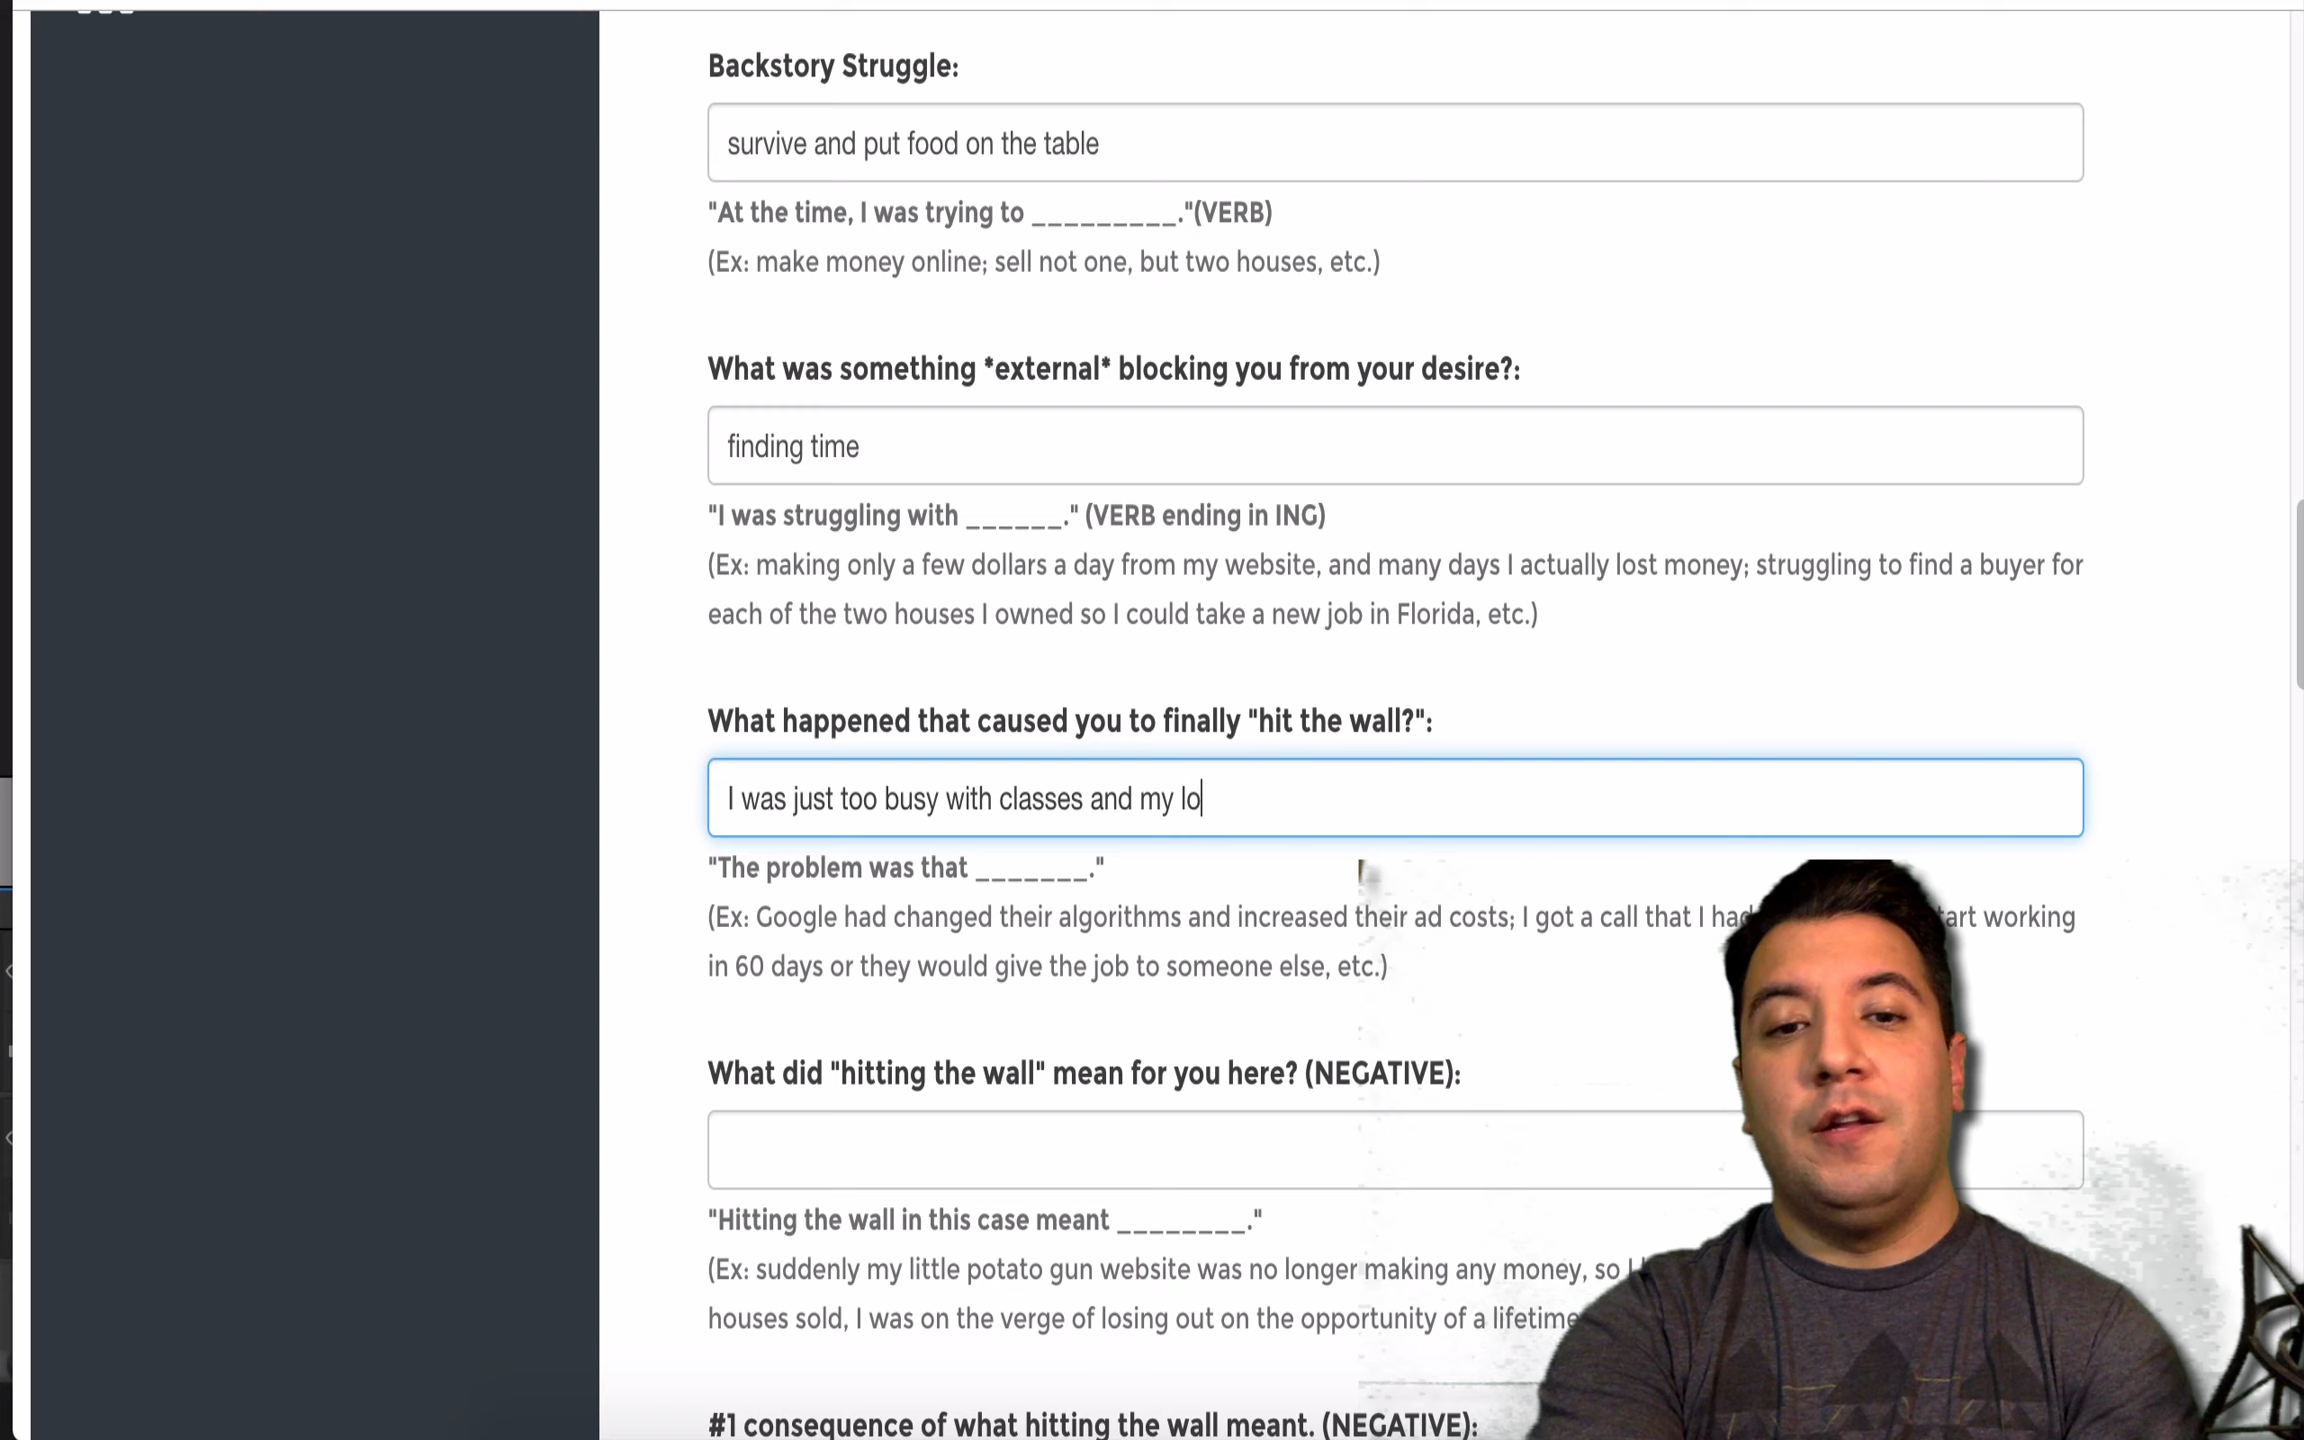 Backstory Struggle:
survive and put food on the table
"At the time, I was trying to _________."(VERB)
(Ex: make money online; sell not one, but two houses, etc.)
What was something *external* blocking you from your desire?:
finding time
"I was struggling with ______." (VERB ending in ING)
(Ex: making only a few dollars a day from my website, and many days I actually lost money; struggling to find a buyer for
each of the two houses I owned so I could take a new job in Florida, etc.)
What happened that caused you to finally "hit the wall?":
I was just too busy with classes and my lo
"The problem was that _______."
(Ex: Google had changed their algorithms and increased their ad costs; I got a call that I had working
in 60 days or they would give the job to someone else, etc.)
What did "hitting the wall" mean for you here? (NEGATIVE):
"Hitting the wall in this case meant ________."
(Ex: suddenly my little potato gun website was no longer making any money, so I
houses sold, I was on the verge of losing out on the opportunity of a lifetime
#1 consequence of what hitting the wall meant. (NEGATIVE):